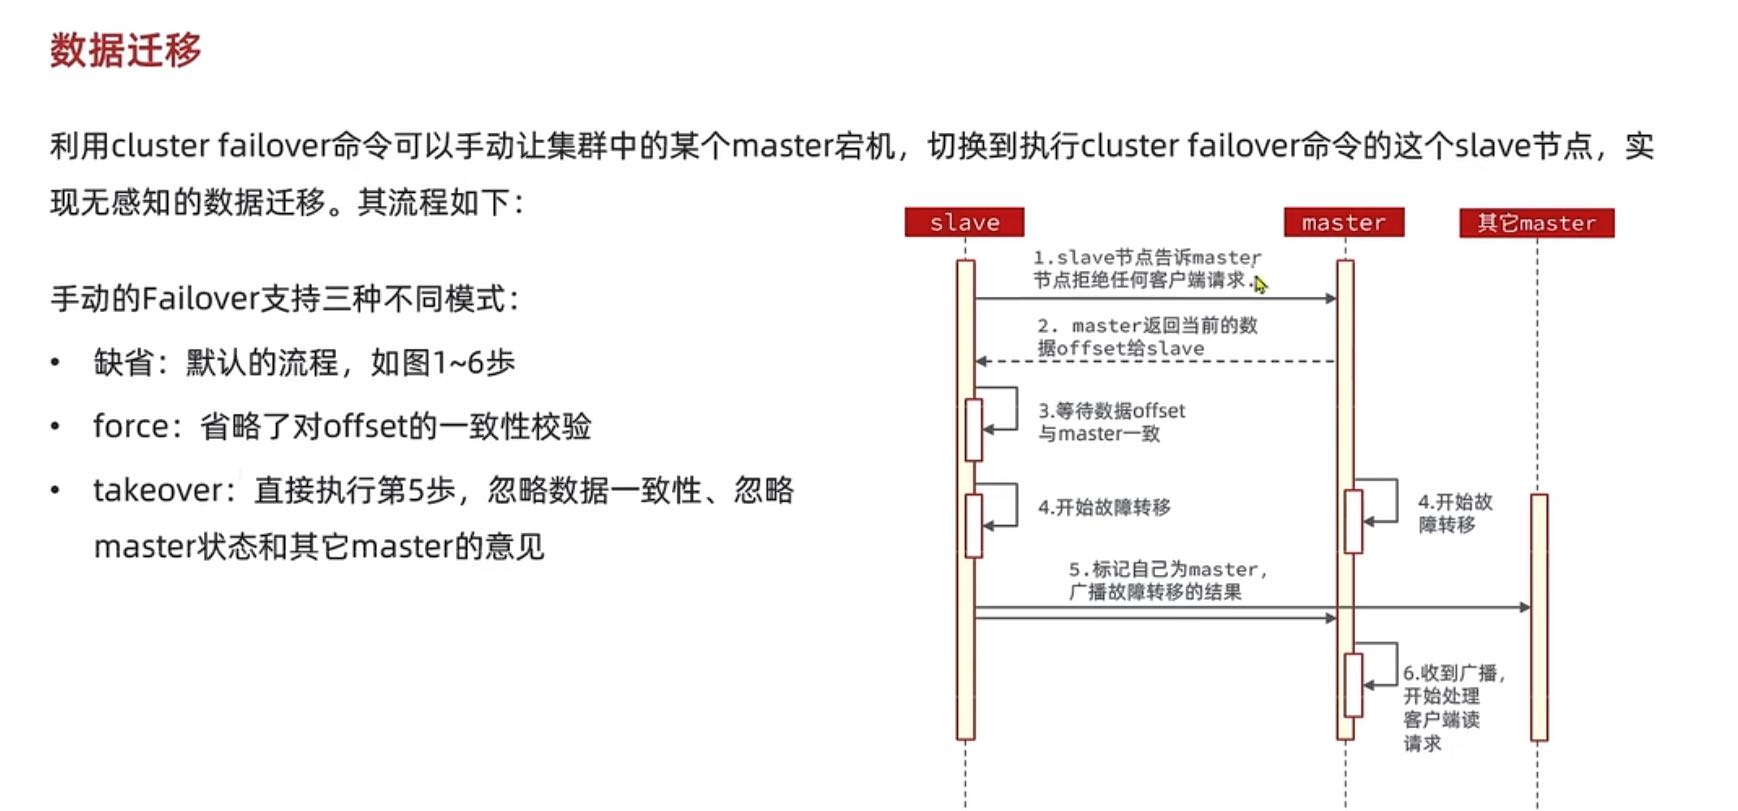 数据迁移
利用cluster failover命令可以手动让集群中的某个master宕机，切换到执行cluster failover命令的这个slave节点，实
现无感知的数据迁移。其流程如下：
手动的Failover支持三种不同模式：
• 缺省：默认的流程，如图1~6歩
• force：省略了对offset的一致性校验
• takeover：直接执行第5歩，忽略数据一致性、忽略
master状态和其它master的意见
slave
master
其它master
1.slave节点告诉master
节点拒绝任何客户端请求.
2. master返回当前的数
据offset给slave
3.等待数据offset
与master一致
4.开始故障转移
4.开始故
障转移
5.标记自己为master,
广播故障转移的结果
6.收到广播，
开始处理
客户端读
请求